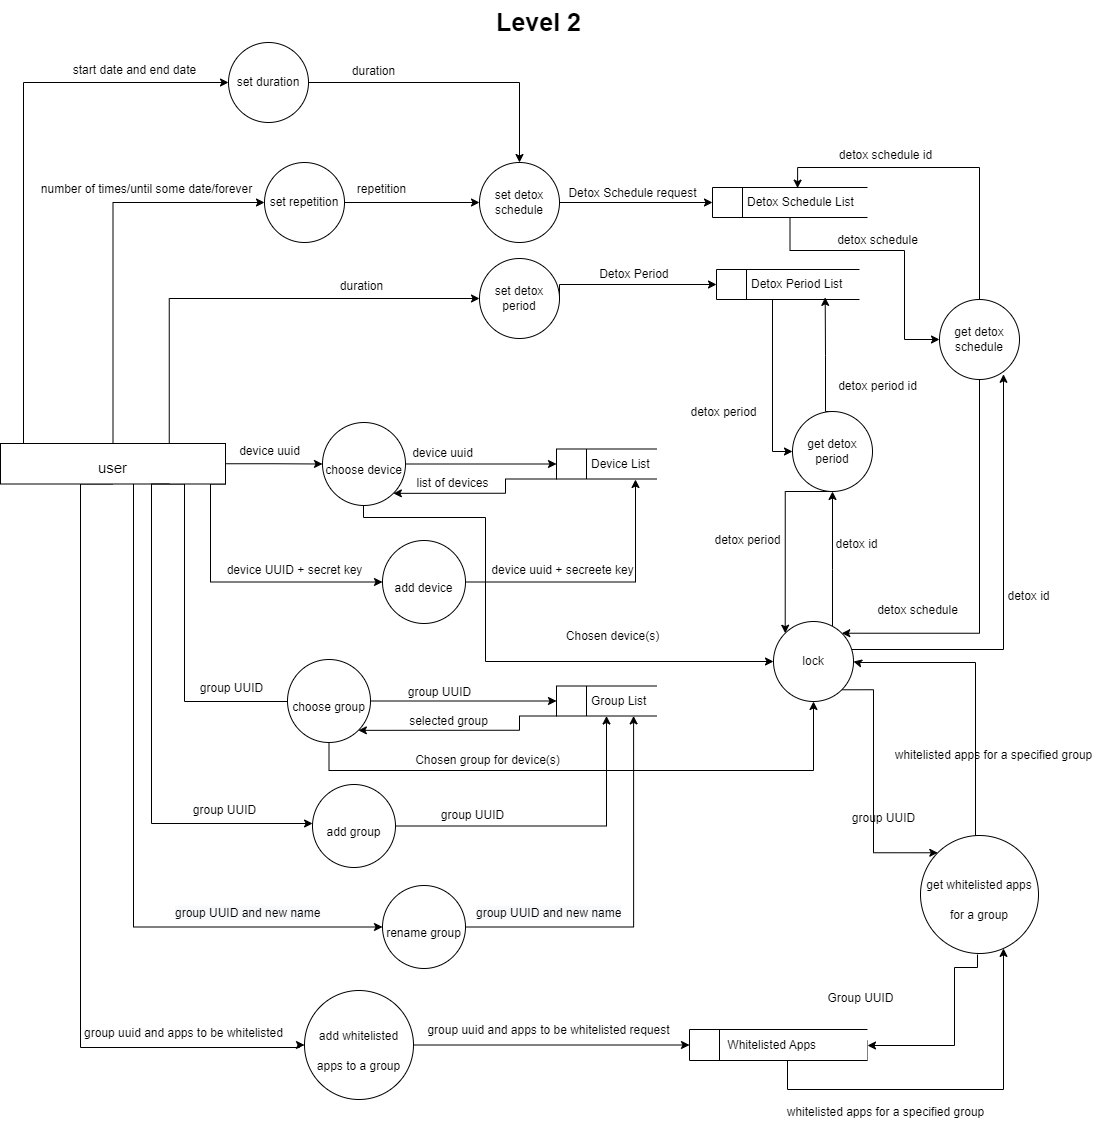 Level 2
start date and end date
set duration
duration
number of times/until some date/forever
set repetition
repetition
set detox
schedule
Detox Schedule request
Detox Schedule List
detox schedule id
detox schedule
duration
set detox
period
Detox Period
Detox Period List
get detox
schedule
detox period id
detox period
get detox
period
user
device uuid
choose device
device uuid
Device List
list of devices
device UUID + secret key
add device
device uuid + secreete key
detox period
detox id
detox id
detox schedule
Chosen device(s)
lock
group UUID
choose group
group UUID
Group List
selected group
Chosen group for device(s)
whitelisted apps for a specified group
group UUID
add group
group UUID
group UUID
get whitelisted apps
for a group
group UUID and new name
rename group
group UUID and new name
Group UUID
group uuid and apps to be whitelisted
add whitelisted
apps to a group
group uuid and apps to be whitelisted request
Whitelisted Apps
whitelisted apps for a specified group